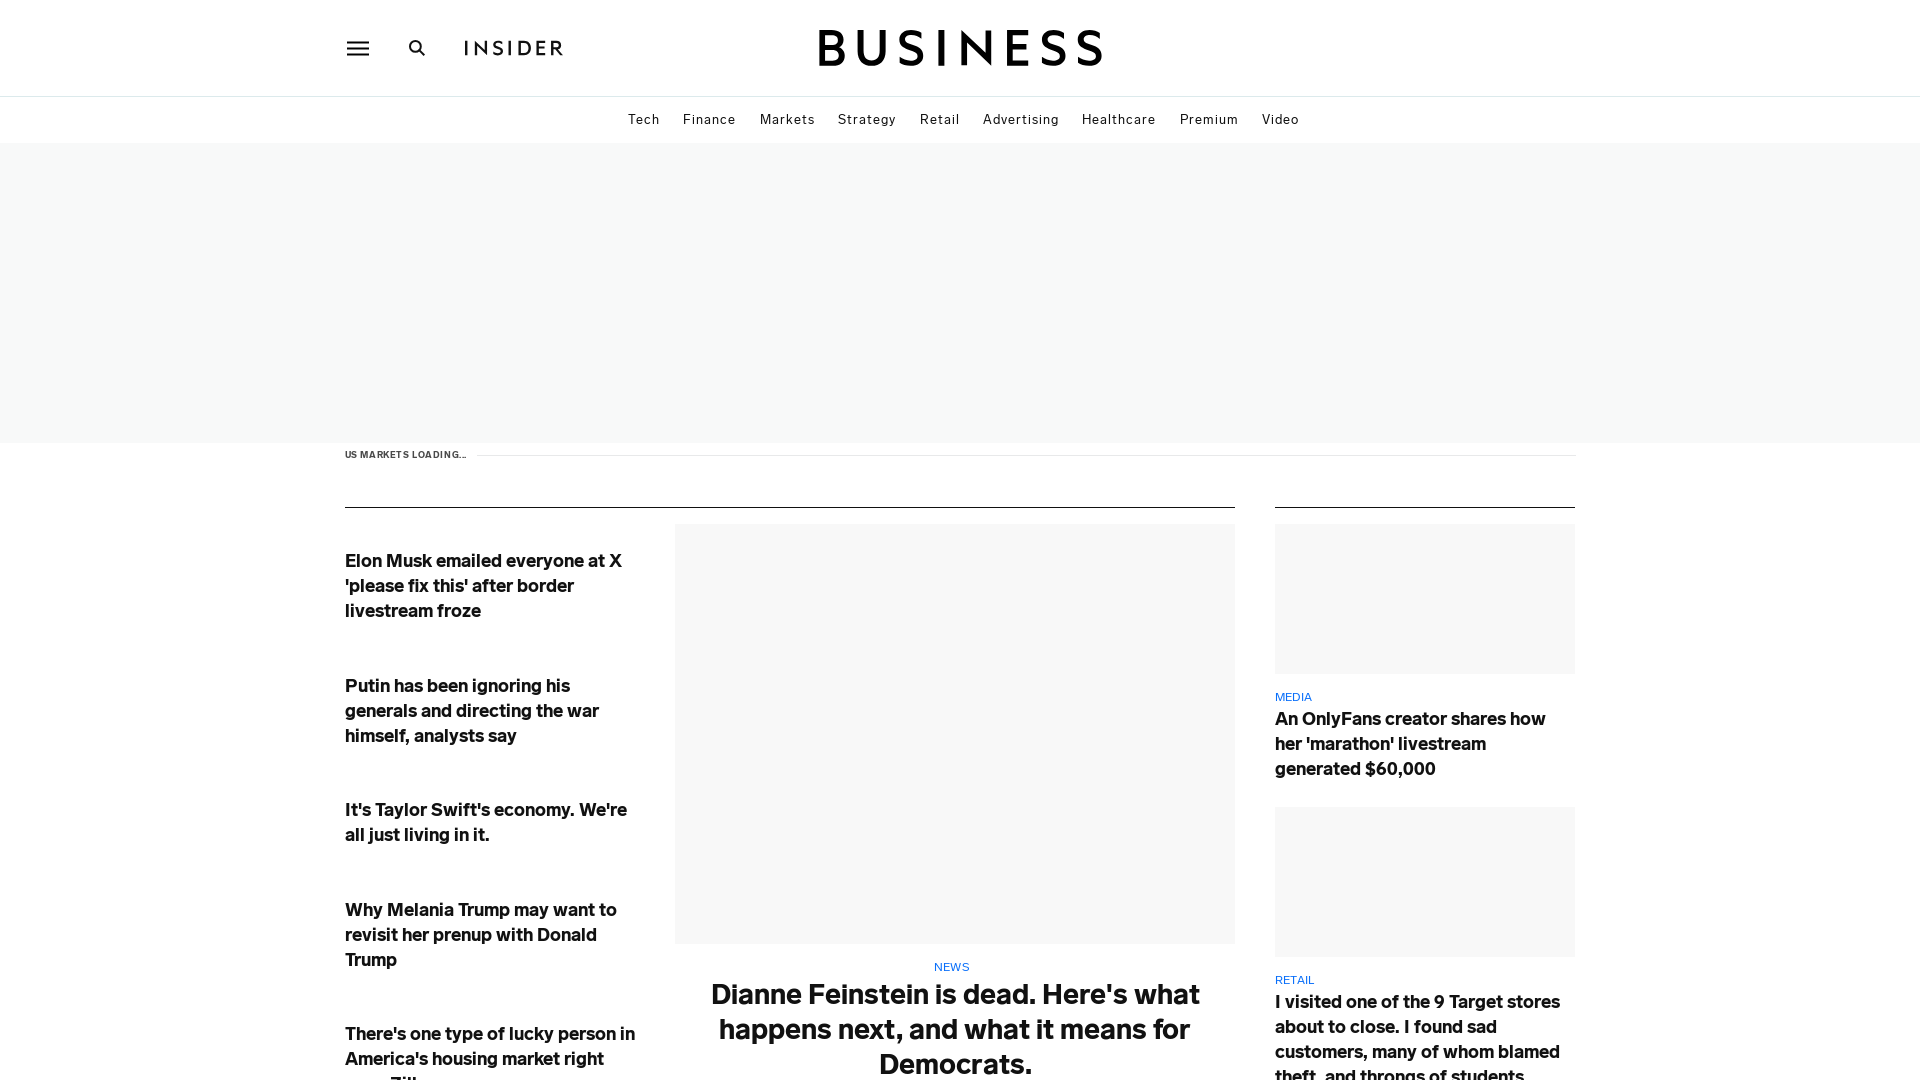 INSIDER
BUSINESS
Tech Finance Markets Strategy Retail Advertising Healthcare Premium Video
US MARKETS LOADING...
Elon Musk emailed everyone at X
'please fix this' after border
livestream froze
Putin has been ignoring his
generals and directing the war
himself, analysts say
It's Taylor Swift's economy. We're
all just living in it.
Why Melania Trump may want to
revisit her prenup with Donald
Trump
There's one type of lucky person in
America's housing market right
NEWS
Dianne Feinstein is dead. Here's what
happens next, and what it means for
Democrats.
MEDIA
An OnlyFans creator shares how
her 'marathon' livestream
generated $60,000
RETAIL
I visited one of the 9 Target stores
about to close. I found sad
customers, many of whom blamed
theft, and throngs of students